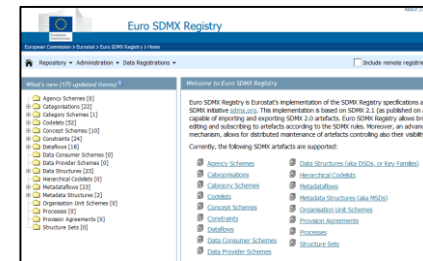 Euro SDMX Registry
European Commission > Eurostat > Euro SDMX Registry > Home
Repository Administration Data Registrations
Include remote registrie
What's new (175 updated items)
Agency Schemes [0]
Categorisations [22]
Category Schemes [1]
Codelists [52]
Concept Schemes [10]
Constraints [24]
Dataflows [18]
Data Consumer Schemes [0]
Data Provider Schemes [0]
Data Structures [23]
Hierarchical Codelists [0]
Metadataflows [23]
Metadata Structures [2]
Organisation Unit Schemes [0]
Processes [0]
Provision Agreements [0]
Structure Sets [0]
Welcome to Euro SDMX Registry
Euro SDMX Registry is Eurostat's implementation of the SDMX Registry specifications a
SDMX initiative sdmx.org. This implementation is based on SDMX 2.1 (as published on
capable of importing and exporting SDMX 2.0 artefacts. Euro SDMX Registry allows bro
editing and subscribing to artefacts according to the SDMX rules. Moreover, an advanc
mechanism, allows for distributed maintenance of artefacts controlling also their visibilit
Currently, the following SDMX artefacts are supported:
Agency Schemes
Categorisations
Category Schemes
Codelists
Concept Schemes
Constraints
Dataflows
Data Consumer Schemes
Data Provider Schemes
Data Structures (aka DSDs, or Key Families)
Hierarchical Codelists
Metadataflows
Metadata Structures (aka MSDs)
Organisation Unit Schemes
Provision Agreements
Processes
Structure Sets